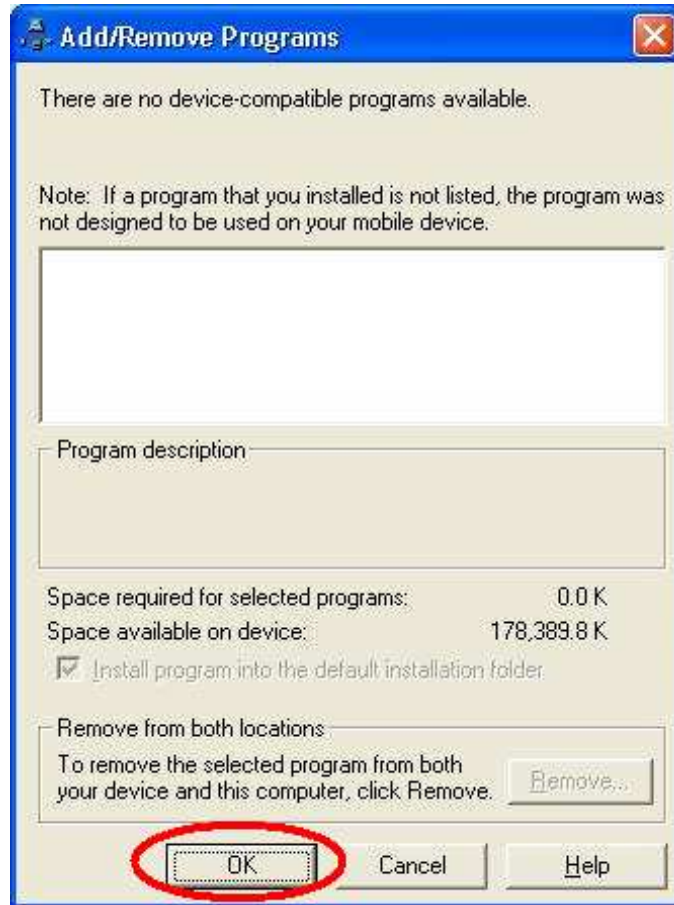 Add/Remove Programs
There are no device-compatible programs available.
Note: If a program that you installed is not listed, the program was
not designed to be used on your mobile device.
Program description
Space required for selected programs: 0.0 K
Space available on device: 178,389.8 K
Install program into the default installation folder
Remove from both locations
To remove the selected program from both
your device and this computer, click Remove.
Remove...
OK Cancel Help